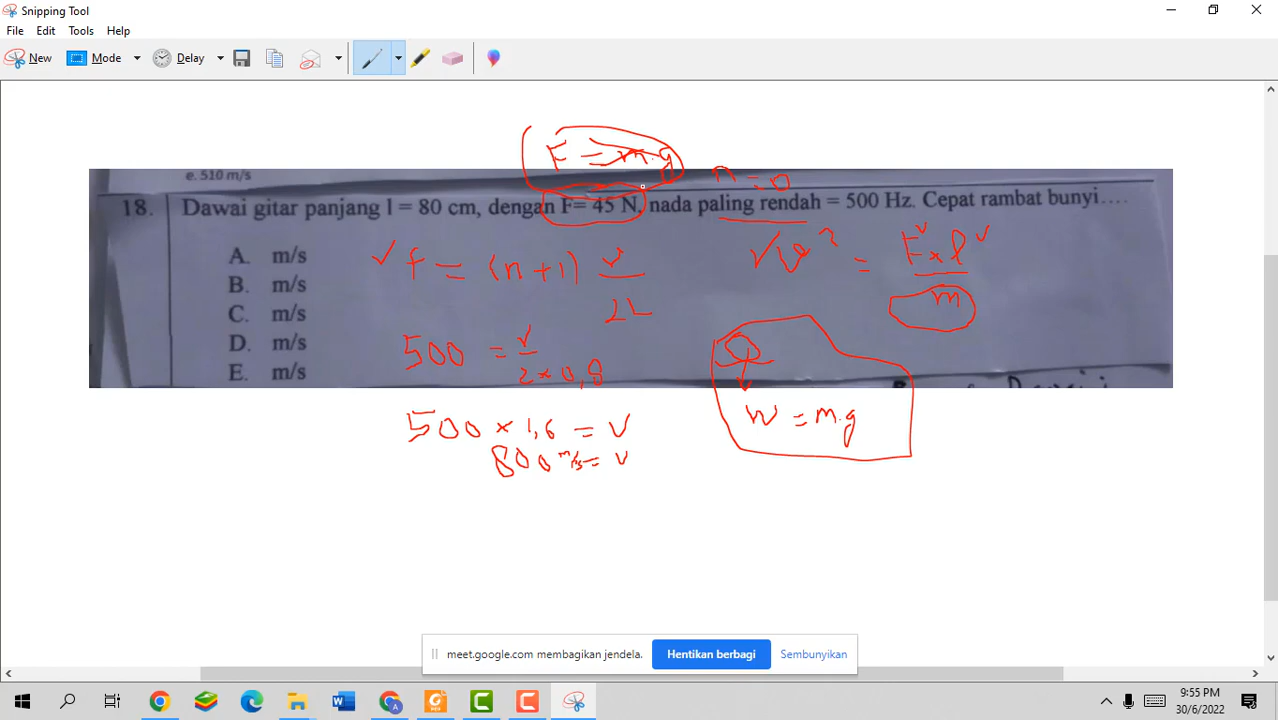 Snipping Tool
File Edit Tools Help
New Mode Delay
F = m.g
e. 510 m/s
n = 0
18. Dawai gitar panjang l = 80 cm, dengan F= 45 N, nada paling rendah = 500 Hz. Cepat rambat bunyi....
A. m/s
B. m/s
C. m/s
D. m/s
E. m/s
✓ f = (n+1) v
2L
✓ v² = F✓ x l✓
m
500 = v
2 x 0,8
500 x 1,6 = v
800 m/s = v
W = m.g
meet.google.com membagikan jendela. Hentikan berbagi Sembunyikan
9:55 PM
30/6/2022